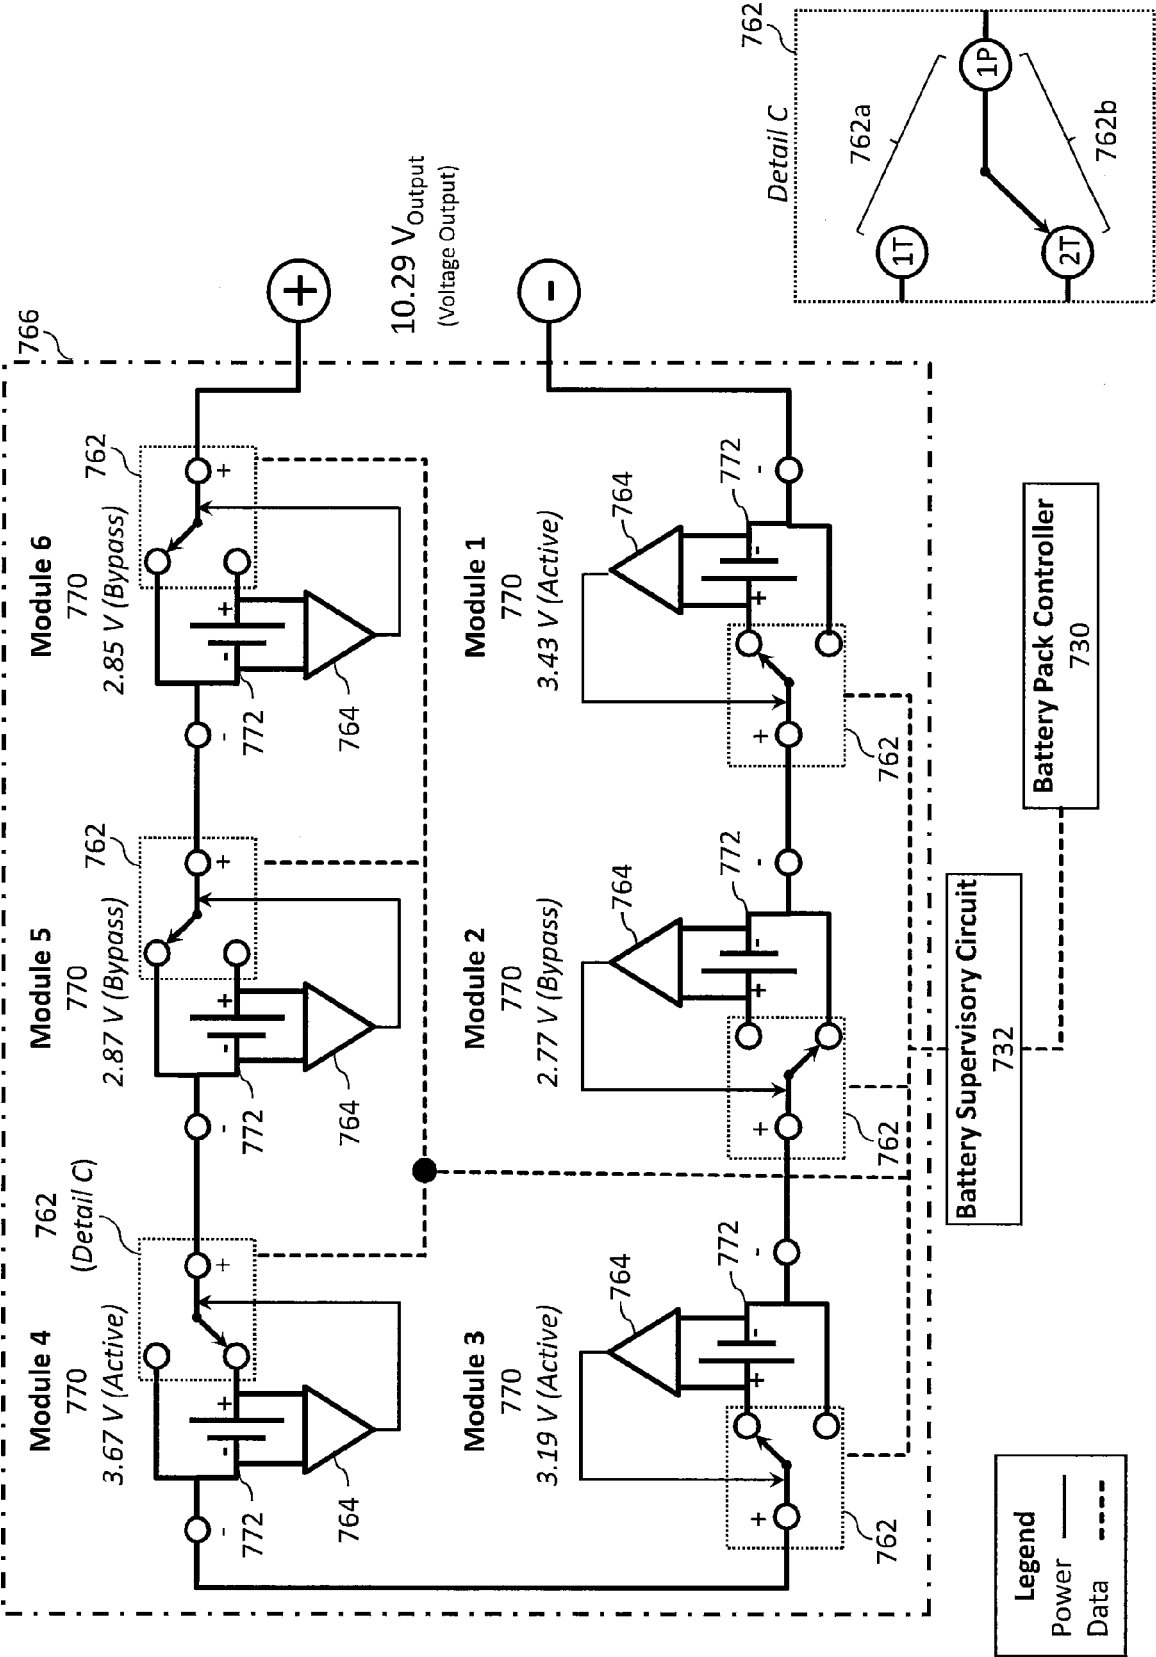 766
Module 4
770
3.67 V (Active)
762
(Detail C)
+
+
-
-
772
764
Module 5
770
2.87 V (Bypass)
762
+
+
-
-
772
764
Module 6
770
2.85 V (Bypass)
762
+
+
-
-
772
764
+
10.29 VOutput
(Voltage Output)
-
Module 3
770
3.19 V (Active)
764
772
+
+
-
-
762
Module 2
770
2.77 V (Bypass)
764
772
+
+
-
-
762
Module 1
770
3.43 V (Active)
764
772
+
+
-
-
762
Battery Supervisory Circuit
732
Battery Pack Controller
730
Legend
Power
Data
762
Detail C
762a
1T
1P
2T
762b